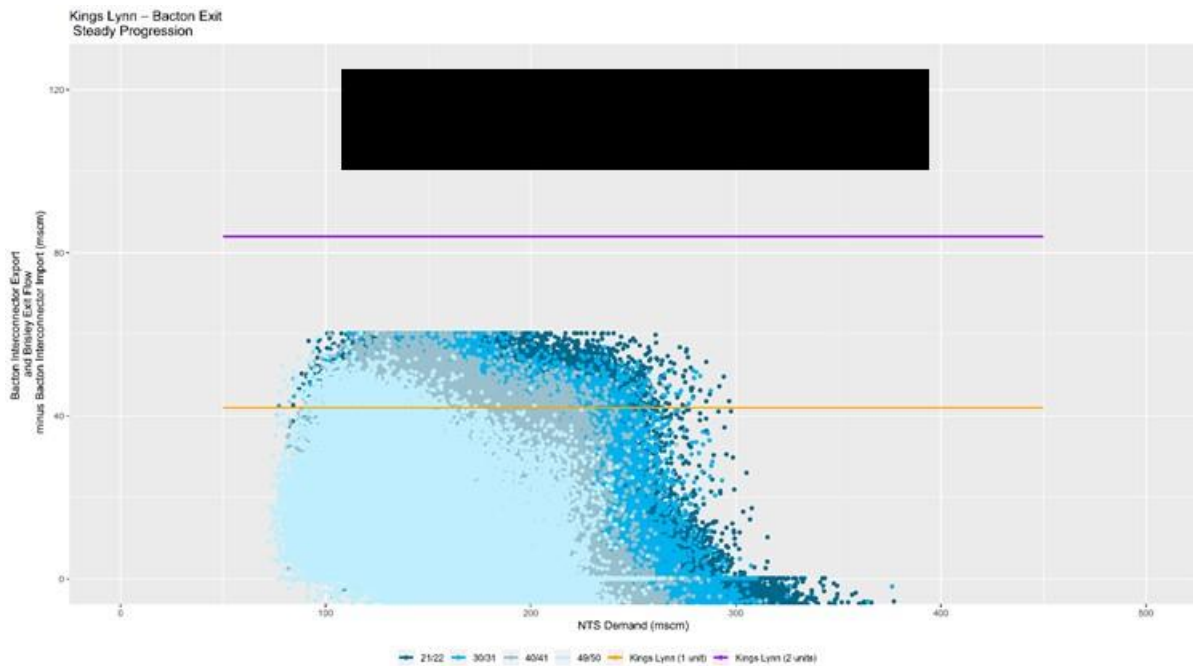 Kings Lynn – Bacton Exit
Steady Progression
120
80
40
0
Bacton Interconnector Export
and Brisley Exit Flow
minus Bacton Interconnector Import (mscm)
0 100 200 300 400 500
NTS Demand (mscm)
21/22 30/31 40/41 49/50 Kings Lynn (1 unit) Kings Lynn (2 units)